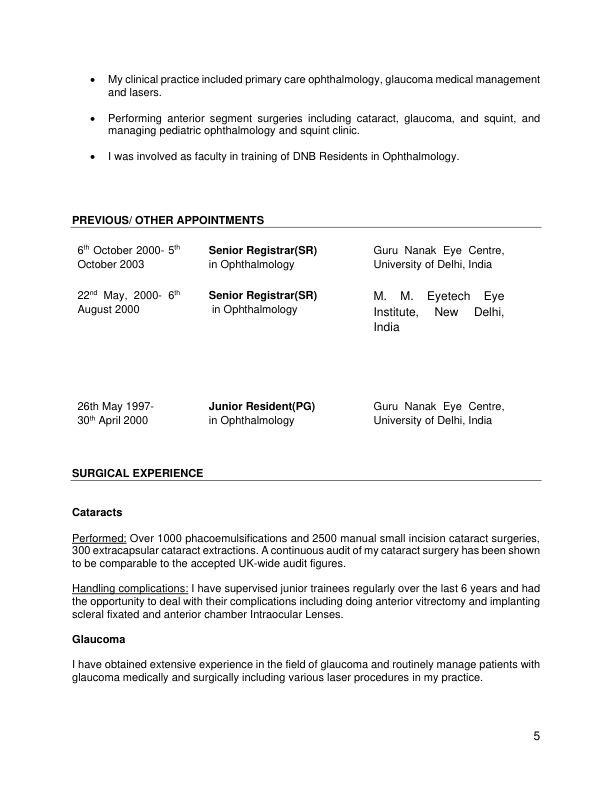 • My clinical practice included primary care ophthalmology, glaucoma medical management
and lasers.
• Performing anterior segment surgeries including cataract, glaucoma, and squint, and
managing pediatric ophthalmology and squint clinic.
• I was involved as faculty in training of DNB Residents in Ophthalmology.
PREVIOUS/ OTHER APPOINTMENTS
6th October 2000- 5th Senior Registrar(SR) Guru Nanak Eye Centre,
October 2003 in Ophthalmology University of Delhi, India
22nd May, 2000- 6th Senior Registrar(SR) M. M. Eyetech Eye
August 2000 in Ophthalmology Institute, New Delhi,
India
26th May 1997- Junior Resident(PG) Guru Nanak Eye Centre,
30th April 2000 in Ophthalmology University of Delhi, India
SURGICAL EXPERIENCE
Cataracts
Performed: Over 1000 phacoemulsifications and 2500 manual small incision cataract surgeries,
300 extracapsular cataract extractions. A continuous audit of my cataract surgery has been shown
to be comparable to the accepted UK-wide audit figures.
Handling complications: I have supervised junior trainees regularly over the last 6 years and had
the opportunity to deal with their complications including doing anterior vitrectomy and implanting
scleral fixated and anterior chamber Intraocular Lenses.
Glaucoma
I have obtained extensive experience in the field of glaucoma and routinely manage patients with
glaucoma medically and surgically including various laser procedures in my practice.
5